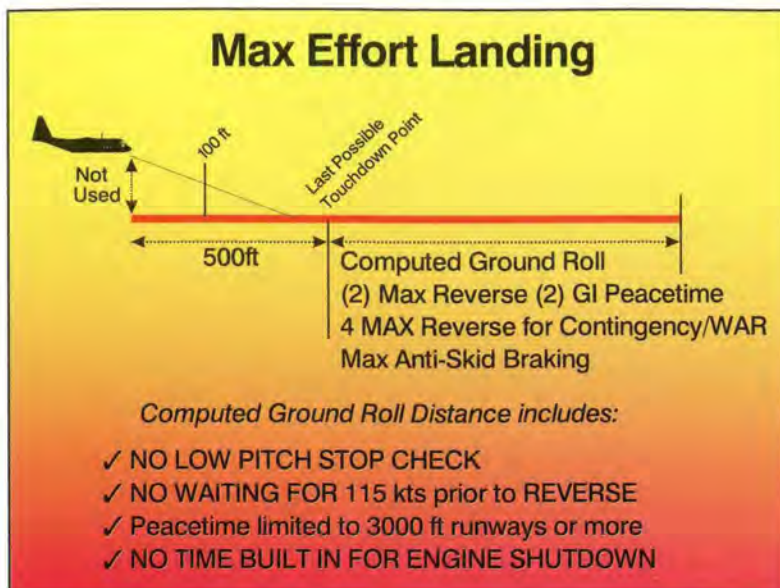 Max Effort Landing
100 ft
Last Possible
Touchdown Point
Not
Used
500ft
Computed Ground Roll
(2) Max Reverse (2) GI Peacetime
4 MAX Reverse for Contingency/WAR
Max Anti-Skid Braking
Computed Ground Roll Distance includes:
✓ NO LOW PITCH STOP CHECK
✓ NO WAITING FOR 115 kts prior to REVERSE
✓ Peacetime limited to 3000 ft runways or more
✓ NO TIME BUILT IN FOR ENGINE SHUTDOWN